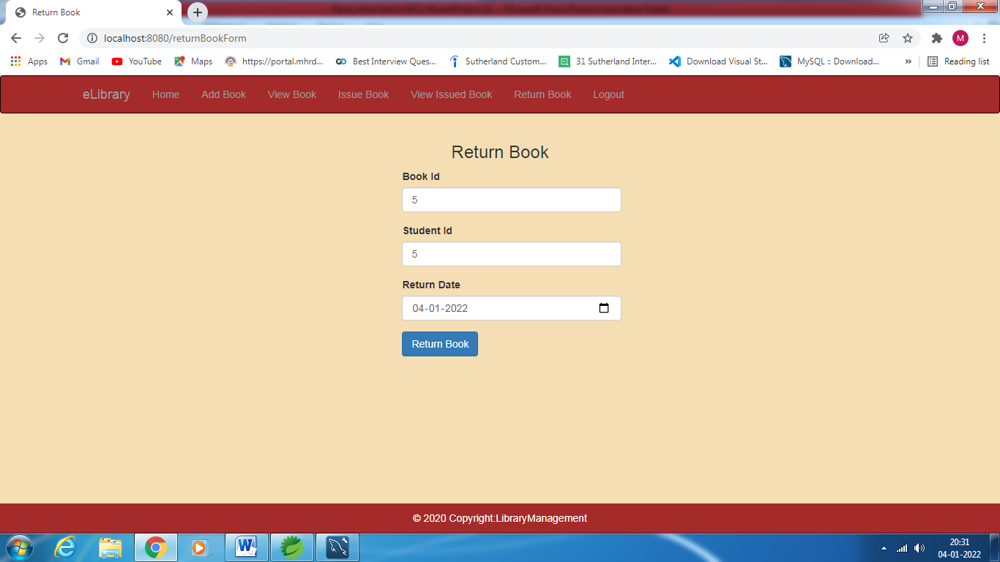 Return Book
localhost:8080/returnBookForm
M
Apps Gmail YouTube Maps https://portal.mhrd... Best Interview Ques... Sutherland Custom... 31 Sutherland Inter... Download Visual St... MySQL :: Download... » Reading list
eLibrary Home Add Book View Book Issue Book View Issued Book Return Book Logout
Return Book
Book Id
5
Student Id
5
Return Date
04-01-2022
Return Book
© 2020 Copyright:LibraryManagement
20:31
04-01-2022